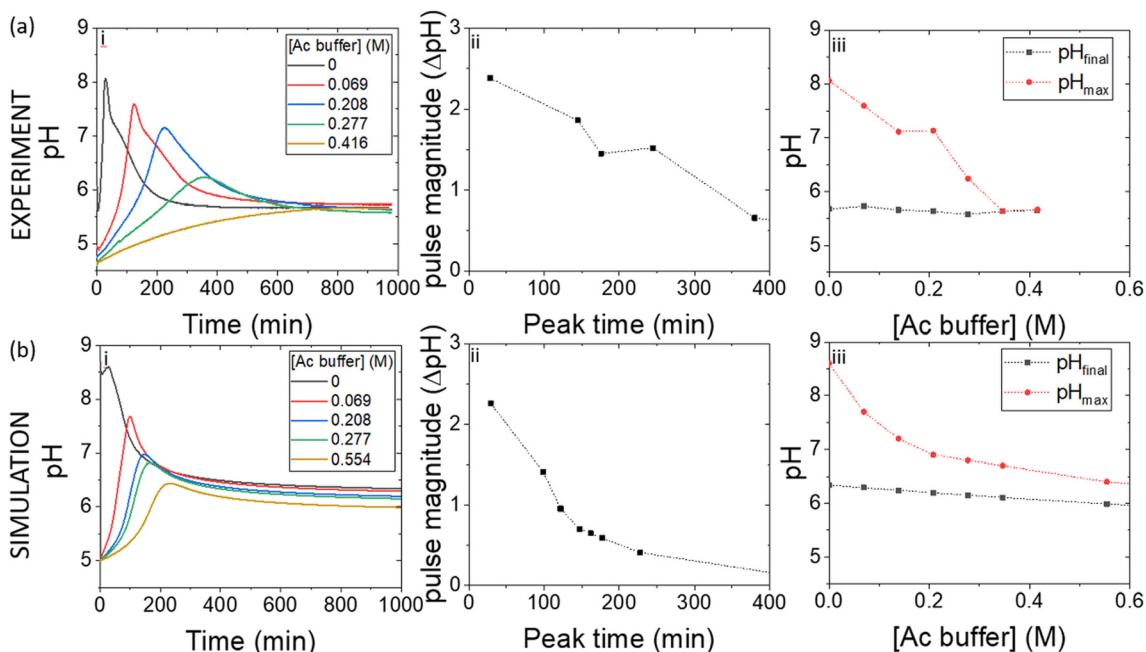 (a)
EXPERIMENT
i
[Ac buffer] (M)
0
0.069
0.208
0.277
0.416
pH
9
8
7
6
5
0 200 400 600 800 1000
Time (min)
ii
pulse magnitude (ΔpH)
3
2
1
0
0 100 200 300 400
Peak time (min)
iii
pHfinal
pHmax
pH
9
8
7
6
5
0.0 0.2 0.4 0.6
[Ac buffer] (M)
(b)
SIMULATION
i
[Ac buffer] (M)
0
0.069
0.208
0.277
0.554
pH
9
8
7
6
5
0 200 400 600 800 1000
Time (min)
ii
pulse magnitude (ΔpH)
3
2
1
0
0 100 200 300 400
Peak time (min)
iii
pHfinal
pHmax
pH
9
8
7
6
5
0.0 0.2 0.4 0.6
[Ac buffer] (M)